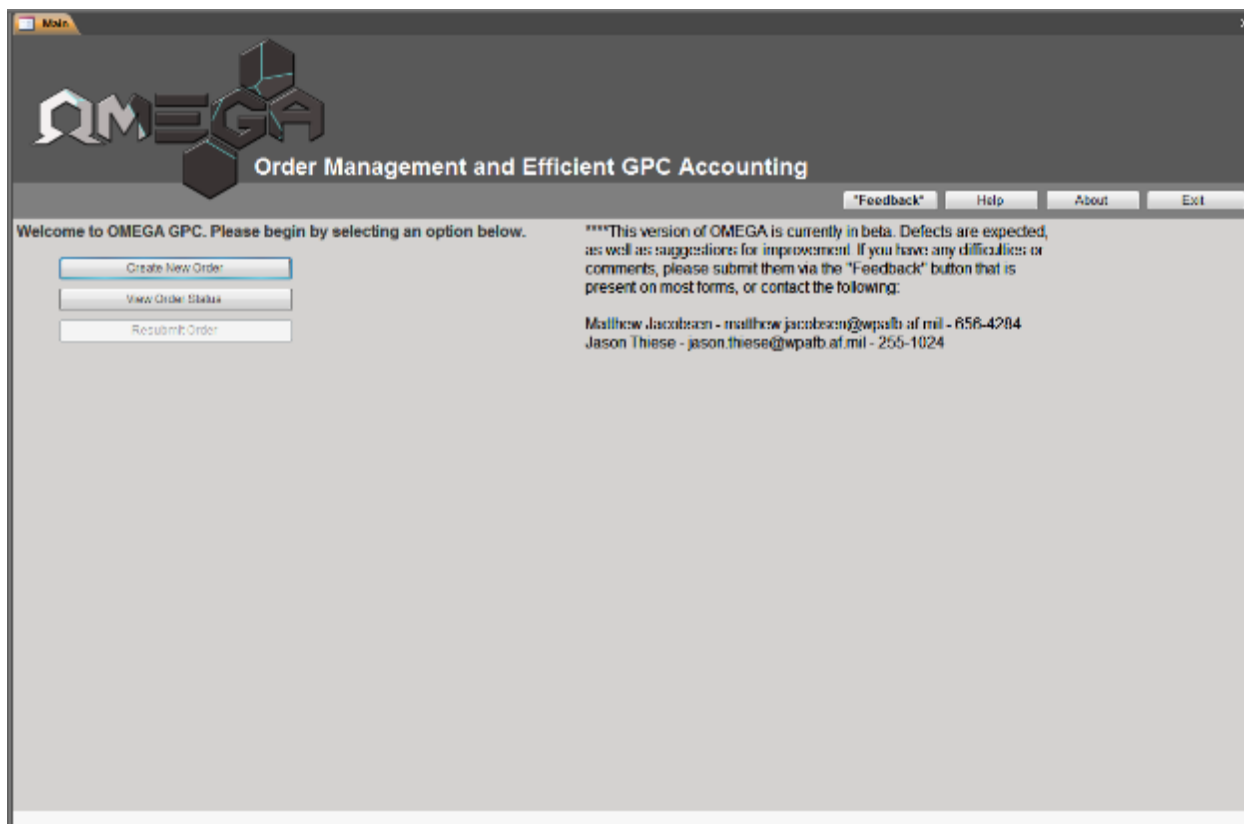 Main
ΩMEGA
Order Management and Efficient GPC Accounting
"Feedback" Help About Exit
Welcome to OMEGA GPC. Please begin by selecting an option below.
Create New Order
View Order Status
Resubmit Order
****This version of OMEGA is currently in beta. Defects are expected,
as well as suggestions for improvement. If you have any difficulties or
comments, please submit them via the "Feedback" button that is
present on most forms, or contact the following:
Matthew Jacobsen - matthew.jacobsen@wpafb.af.mil - 656-4284
Jason Thiese - jason.thiese@wpafb.af.mil - 255-1024